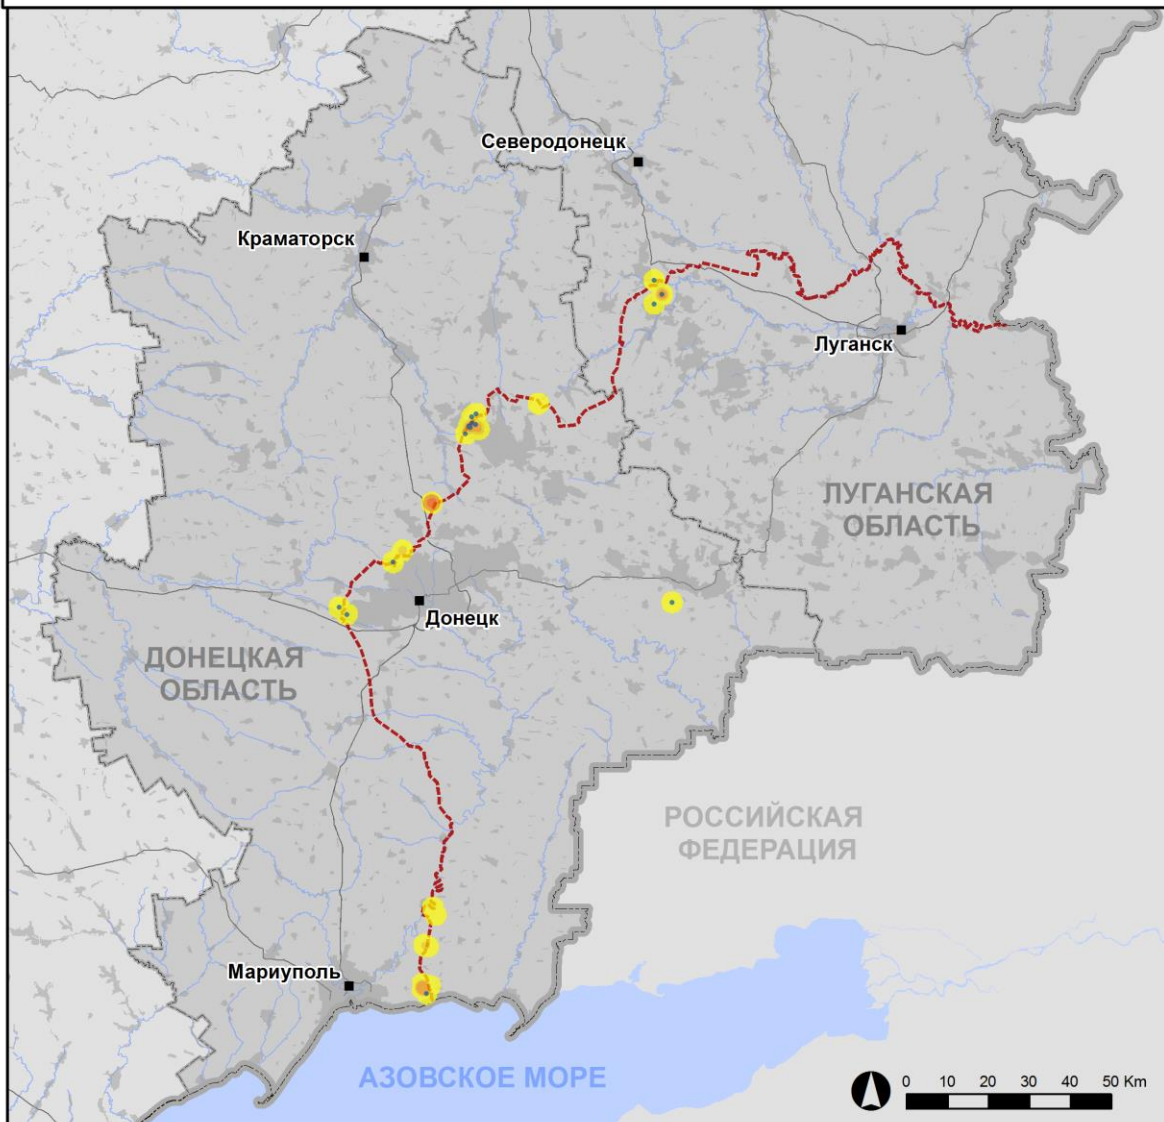 Северодонецк
Краматорск
Луганск
ЛУГАНСКАЯ
ОБЛАСТЬ
Донецк
ДОНЕЦКАЯ
ОБЛАСТЬ
РОССИЙСКАЯ
ФЕДЕРАЦИЯ
Мариуполь
АЗОВСКОЕ МОРЕ
0 10 20 30 40 50 Km